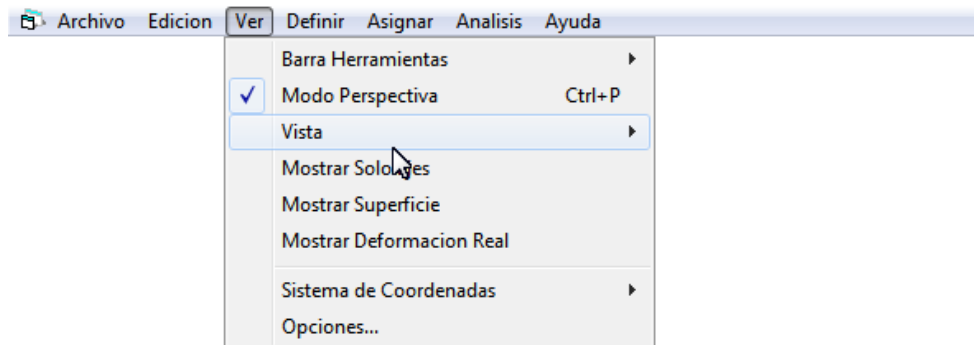 Archivo Edicion Ver Definir Asignar Analisis Ayuda
Barra Herramientas
Modo Perspectiva Ctrl+P
Vista
Mostrar Solo
Mostrar Superficie
Mostrar Deformacion Real
Sistema de Coordenadas
Opciones...